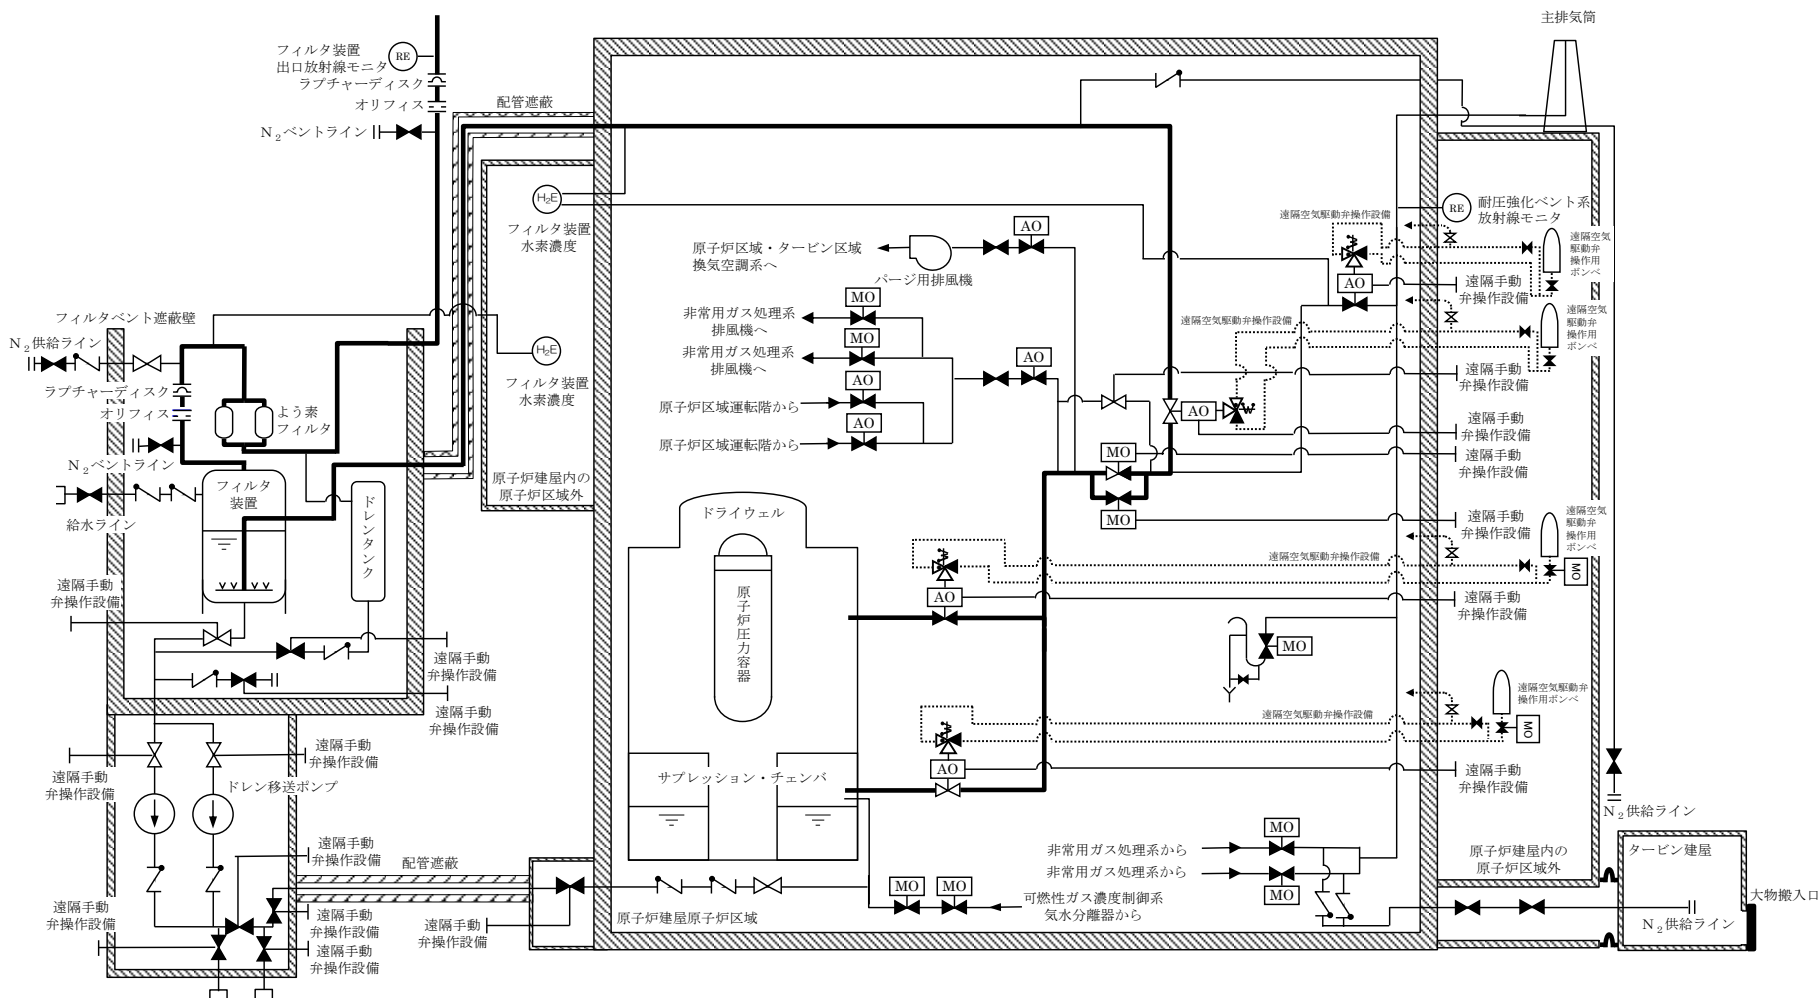 主排気筒
フィルタ装置
出口放射線モニタ
RE
ラプチャーディスク
オリフィス
N₂ベントライン
配管遮蔽
H₂E
フィルタ装置
水素濃度
H₂E
フィルタ装置
水素濃度
原子炉建屋内の
原子炉区域外
フィルタベント遮蔽壁
N₂供給ライン
ラプチャーディスク
オリフィス
よう素
フィルタ
N₂ベントライン
フィルタ
装置
給水ライン
ドレンタンク
遠隔手動
弁操作設備
遠隔手動
弁操作設備
遠隔手動
弁操作設備
遠隔手動
弁操作設備
遠隔手動
弁操作設備
ドレン移送ポンプ
遠隔手動
弁操作設備
遠隔手動
弁操作設備
遠隔手動
弁操作設備
遠隔手動
弁操作設備
配管遮蔽
遠隔手動
弁操作設備
原子炉建屋原子炉区域
原子炉区域・タービン区域
換気空調系へ
パージ用排風機
AO
非常用ガス処理系
排風機へ
MO
非常用ガス処理系
排風機へ
MO
AO
原子炉区域運転階から
AO
原子炉区域運転階から
AO
ドライウェル
原子炉圧力容器
サプレッション・チェンバ
MO
MO
AO
AO
AO
AO
MO
MO
MO
可燃性ガス濃度制御系
気水分離器から
非常用ガス処理系から
非常用ガス処理系から
MO
MO
遠隔空気駆動弁操作設備
遠隔空気駆動弁操作設備
遠隔空気駆動弁操作設備
遠隔空気駆動弁操作設備
RE
耐圧強化ベント系
放射線モニタ
遠隔空気
駆動弁
操作用
ボンベ
遠隔手動
弁操作設備
遠隔空気
駆動弁
操作用
ボンベ
遠隔手動
弁操作設備
遠隔手動
弁操作設備
遠隔手動
弁操作設備
遠隔手動
弁操作設備
遠隔空気
駆動弁
操作用
ボンベ
MO
遠隔手動
弁操作設備
遠隔空気駆動弁
操作用ボンベ
MO
遠隔手動
弁操作設備
N₂供給ライン
原子炉建屋内の
原子炉区域外
タービン建屋
N₂供給ライン
大物搬入口